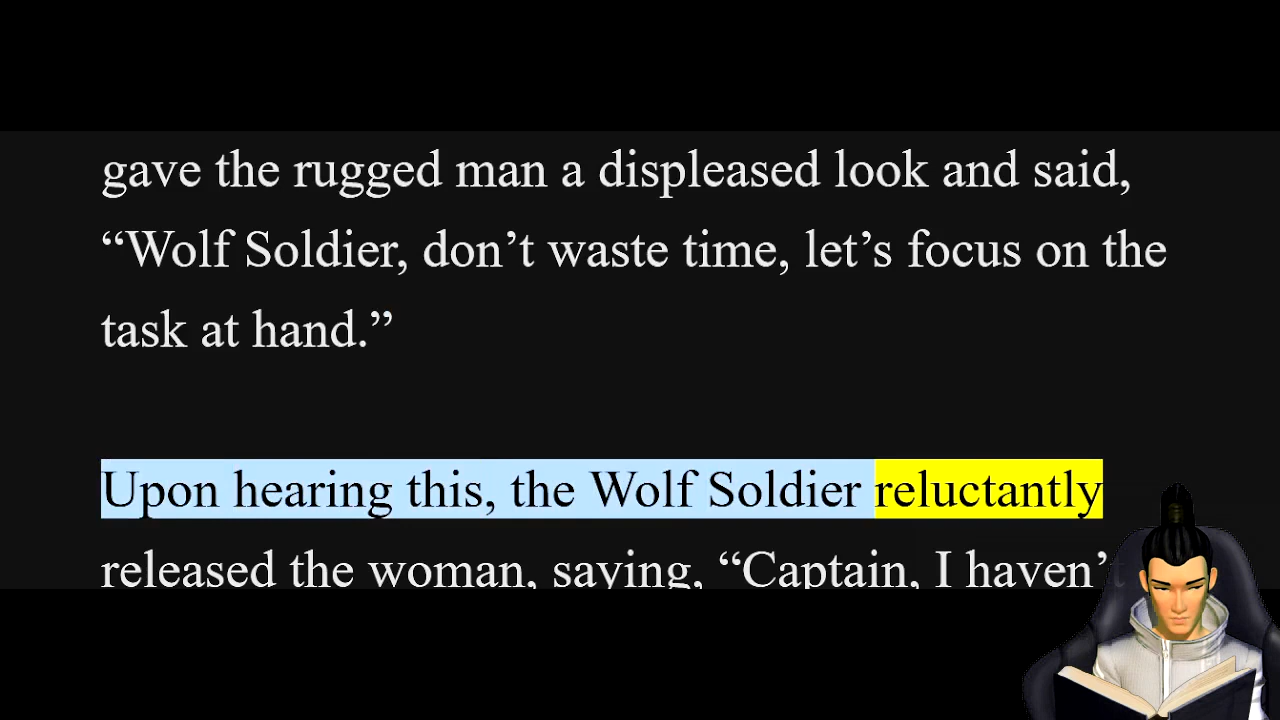 gave the rugged man a displeased look and said,
“Wolf Soldier, don’t waste time, let’s focus on the
task at hand.”
Upon hearing this, the Wolf Soldier reluctantly
released the woman, saying, “Captain, I haven’t